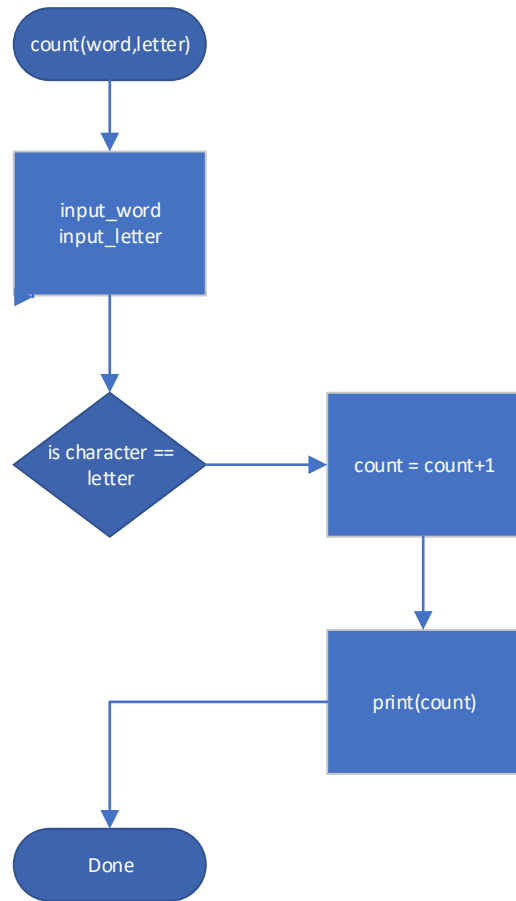 count(word,letter)
input_word
input_letter
is character ==
letter
count = count+1
print(count)
Done